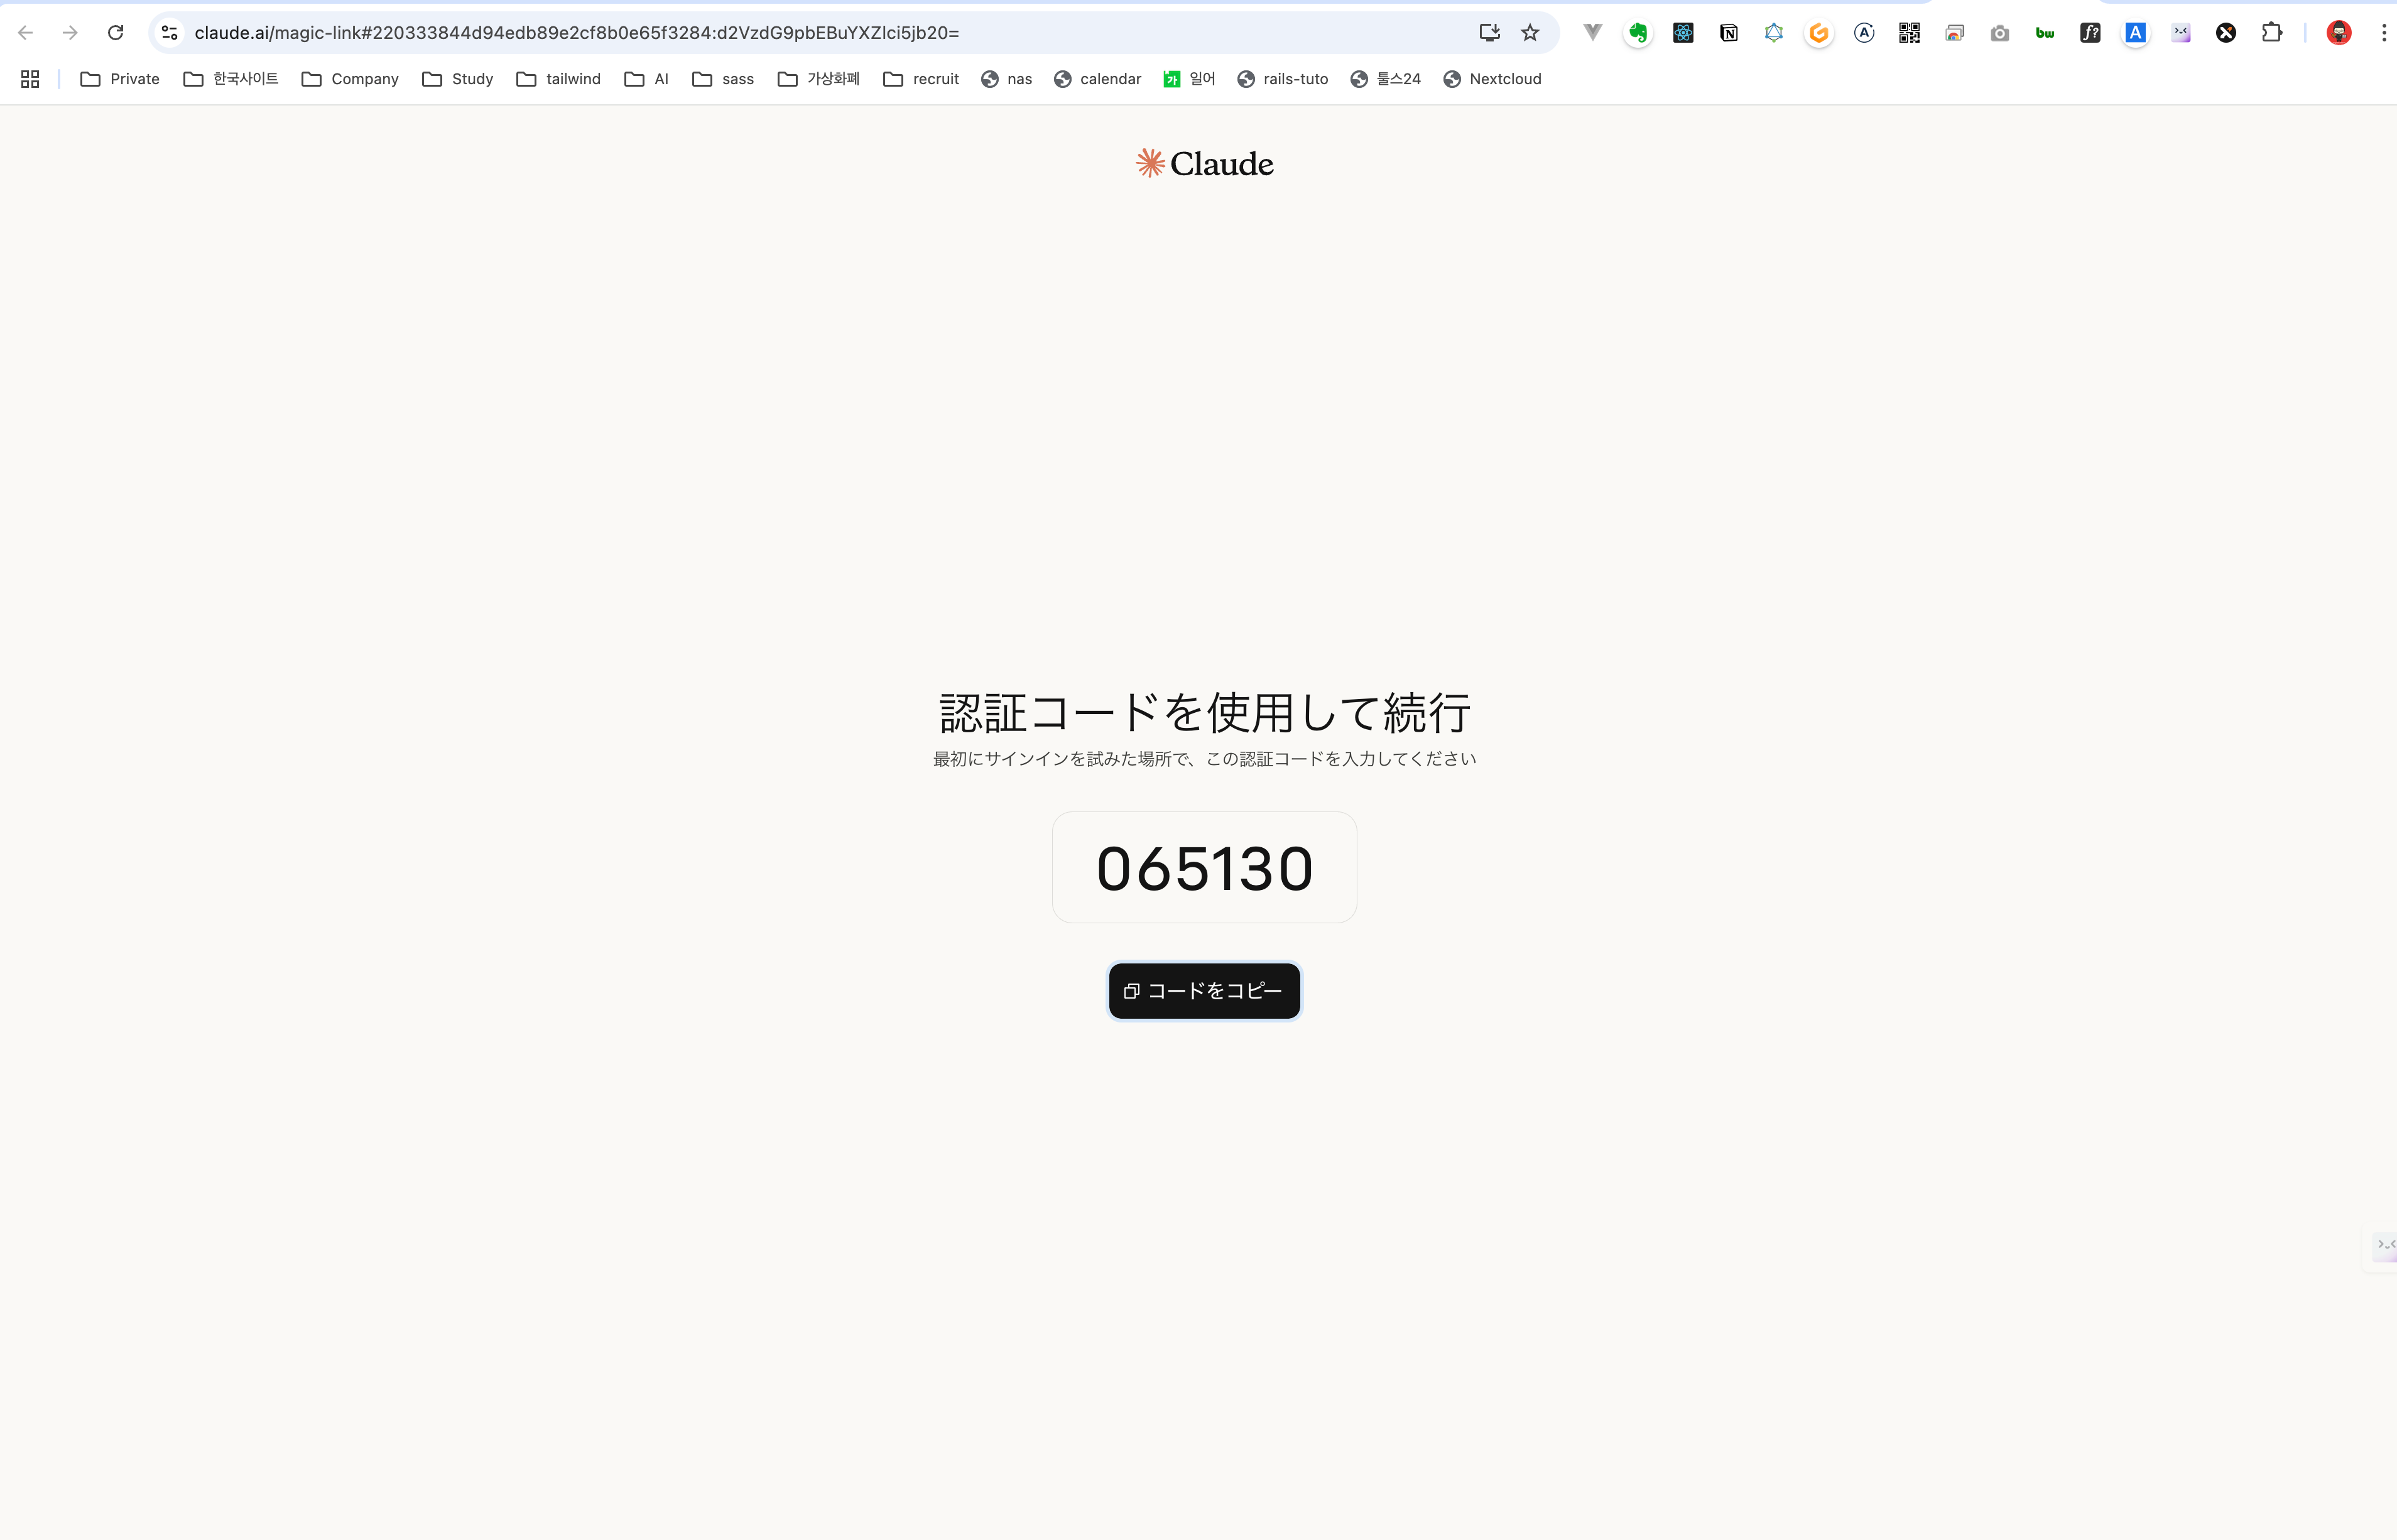 claude.ai/magic-link#220333844d94edb89e2cf8b0e65f3284:d2VzdG9pbEBuYXZlci5jb20=
Private 한국사이트 Company Study tailwind AI sass 가상화폐 recruit nas calendar 가 일어 rails-tuto 툴스24 Nextcloud
Claude
認証コードを使用して続行
最初にサインインを試みた場所で、この認証コードを入力してください
065130
コードをコピー